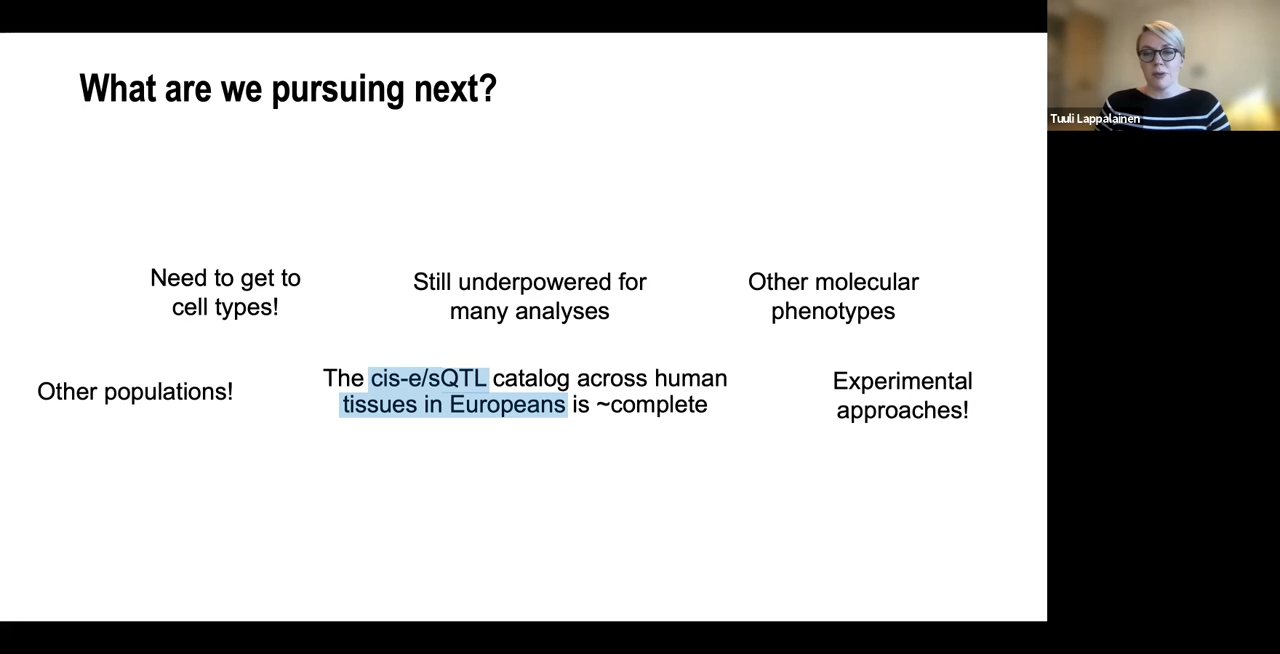 What are we pursuing next?
Tuuli Lappalainen
Need to get to
cell types!
Still underpowered for
many analyses
Other molecular
phenotypes
Other populations!
The cis-e/sQTL catalog across human
tissues in Europeans is ~complete
Experimental
approaches!